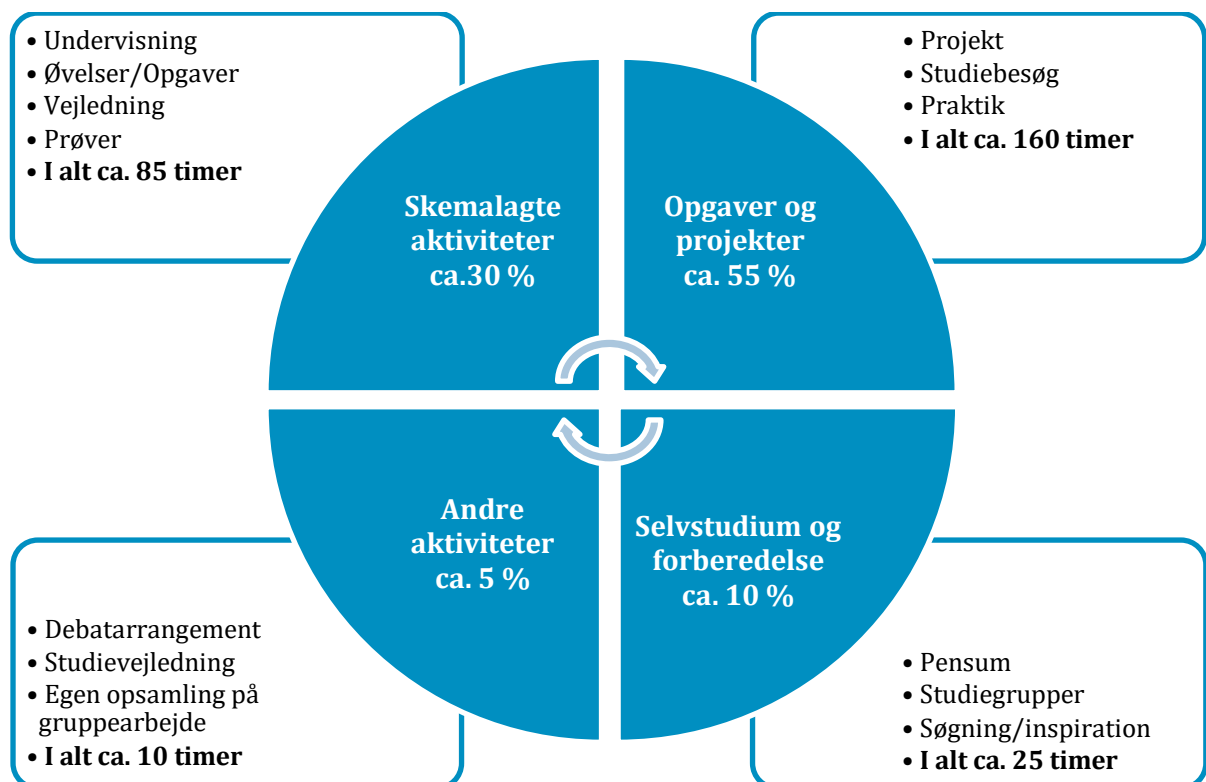 • Undervisning
• Øvelser/Opgaver
• Vejledning
• Prøver
• I alt ca. 85 timer
• Projekt
• Studiebesøg
• Praktik
• I alt ca. 160 timer
Skemalagte
aktiviteter
ca.30 %
Opgaver og
projekter
ca. 55 %
Andre
aktiviteter
ca. 5 %
Selvstudium og
forberedelse
ca. 10 %
• Debatarrangement
• Studievejledning
• Egen opsamling på
gruppearbejde
• I alt ca. 10 timer
• Pensum
• Studiegrupper
• Søgning/inspiration
• I alt ca. 25 timer